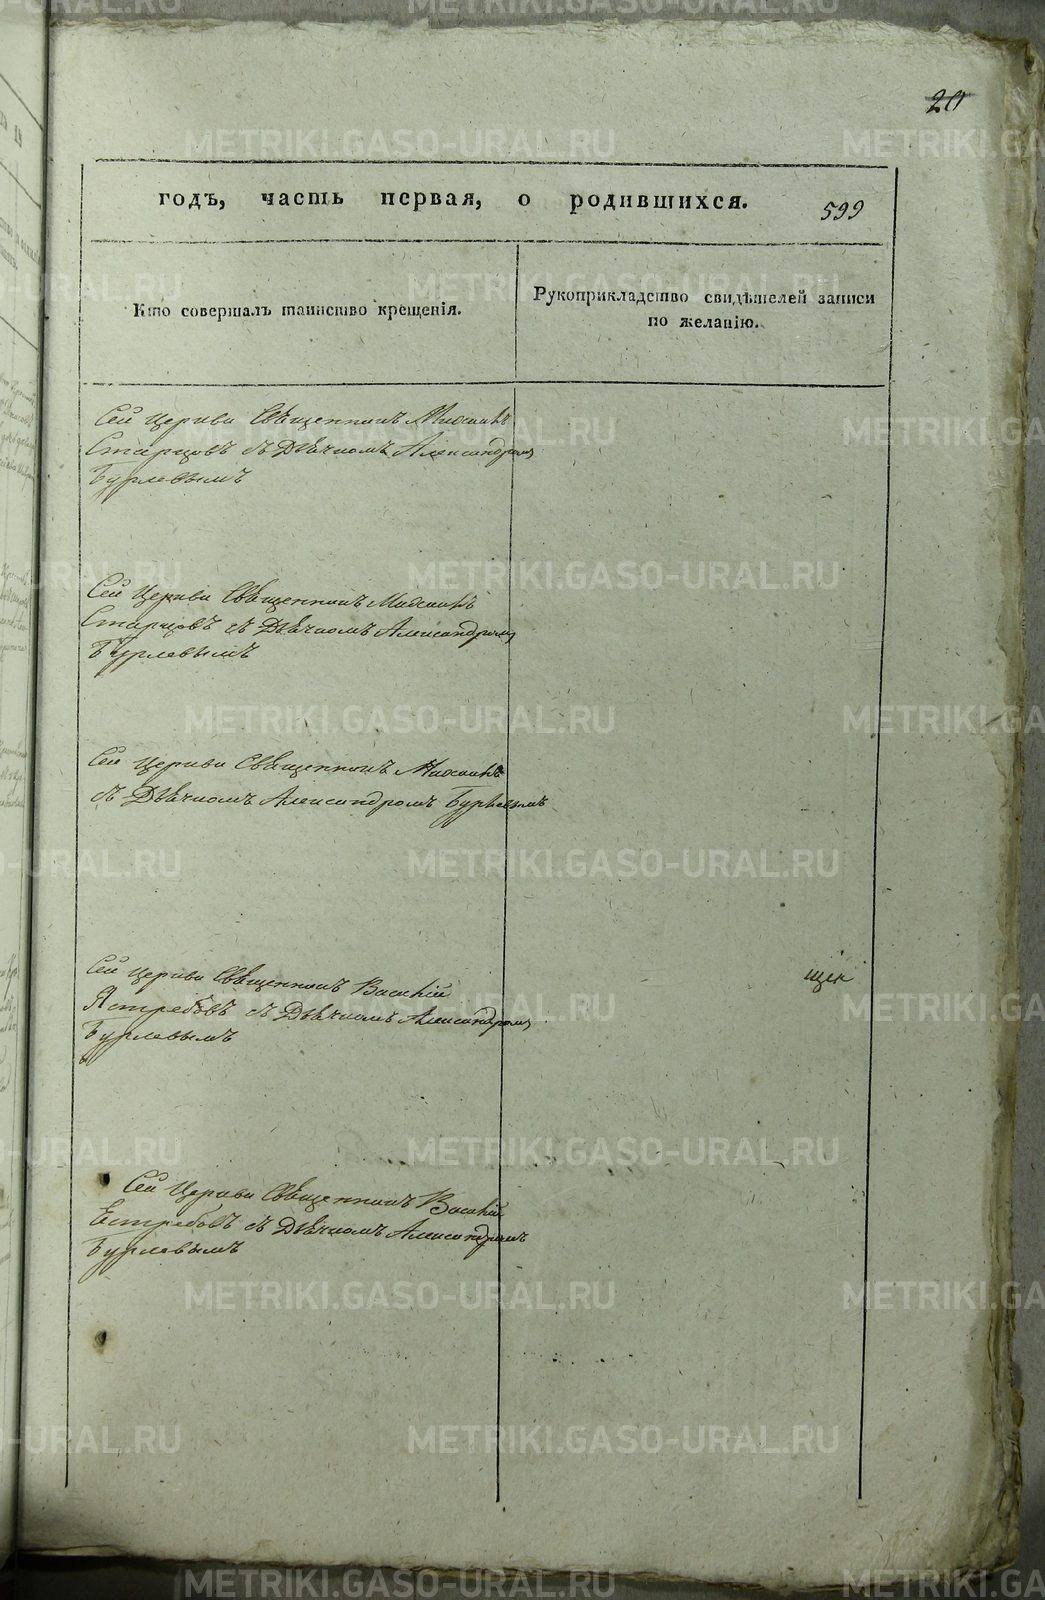 20
годъ, часть первая, о родившихся.
599
Кто совершалъ таинство крещенія.
Рукоприкладство свидѣтелей записи
по желанію.
Сей Церкви Священникъ Михаилъ
Старцовъ съ Дьячкомъ Александромъ
Бурлевымъ
Сей Церкви Священникъ Михаилъ
Старцовъ съ Дьячкомъ Александромъ
Бурлевымъ
Сей Церкви Священникъ Михаилъ
съ Дьячкомъ Александромъ Бурлевымъ
Сей Церкви Священникъ Василій
Ястребовъ съ Дьячкомъ Александромъ
Бурлевымъ
Сей Церкви Священникъ Василій
Естребовъ съ Дьячкомъ Александромъ
Бурлевымъ
METRIKI.GASO-URAL.RU